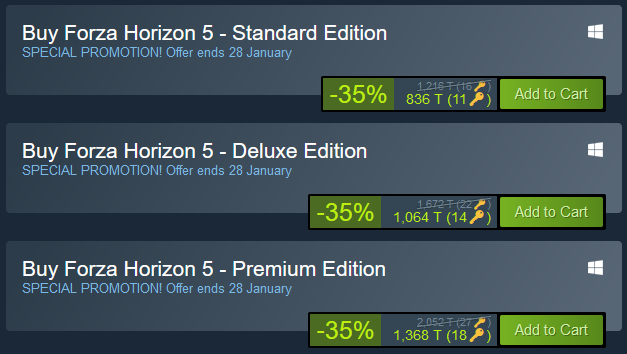 Buy Forza Horizon 5 - Standard Edition
SPECIAL PROMOTION! Offer ends 28 January
-35%
1,216 T (16🔑)
836 T (11🔑)
Add to Cart
Buy Forza Horizon 5 - Deluxe Edition
SPECIAL PROMOTION! Offer ends 28 January
-35%
1,672 T (22🔑)
1,064 T (14🔑)
Add to Cart
Buy Forza Horizon 5 - Premium Edition
SPECIAL PROMOTION! Offer ends 28 January
-35%
2,052 T (27🔑)
1,368 T (18🔑)
Add to Cart